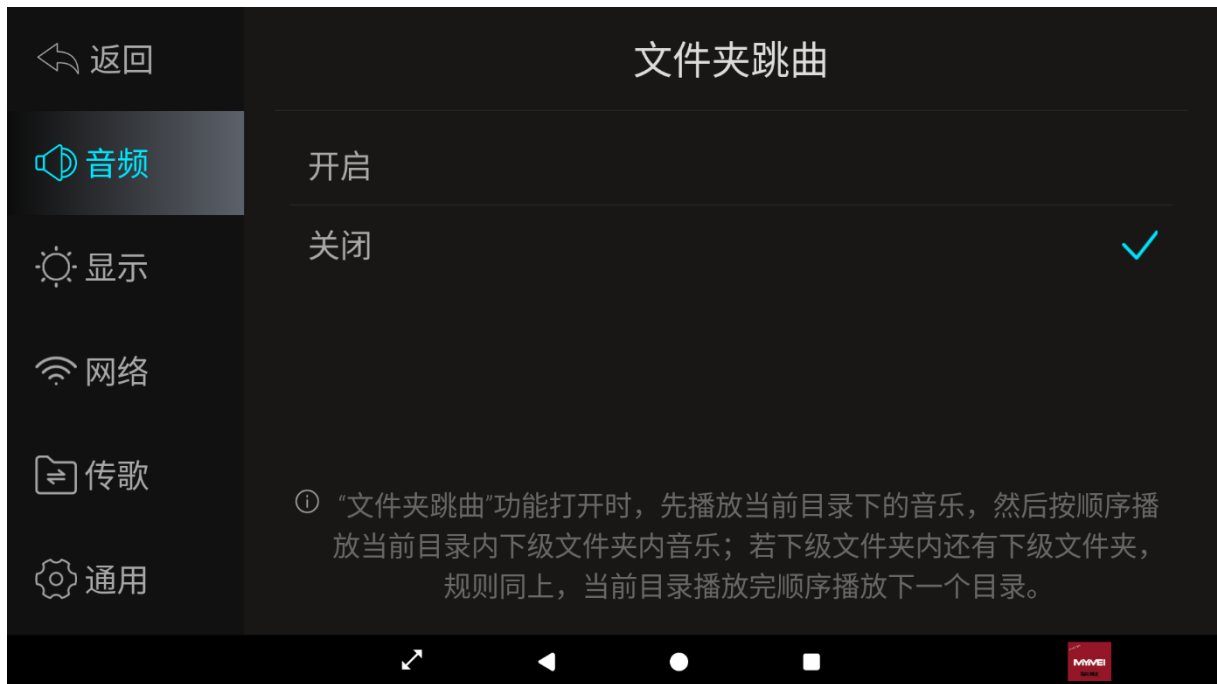 返回
文件夹跳曲
音频
开启
关闭
显示
网络
传歌
通用
“文件夹跳曲”功能打开时，先播放当前目录下的音乐，然后按顺序播
放当前目录内下级文件夹内音乐；若下级文件夹内还有下级文件夹，
规则同上，当前目录播放完顺序播放下一个目录。
MYMEI